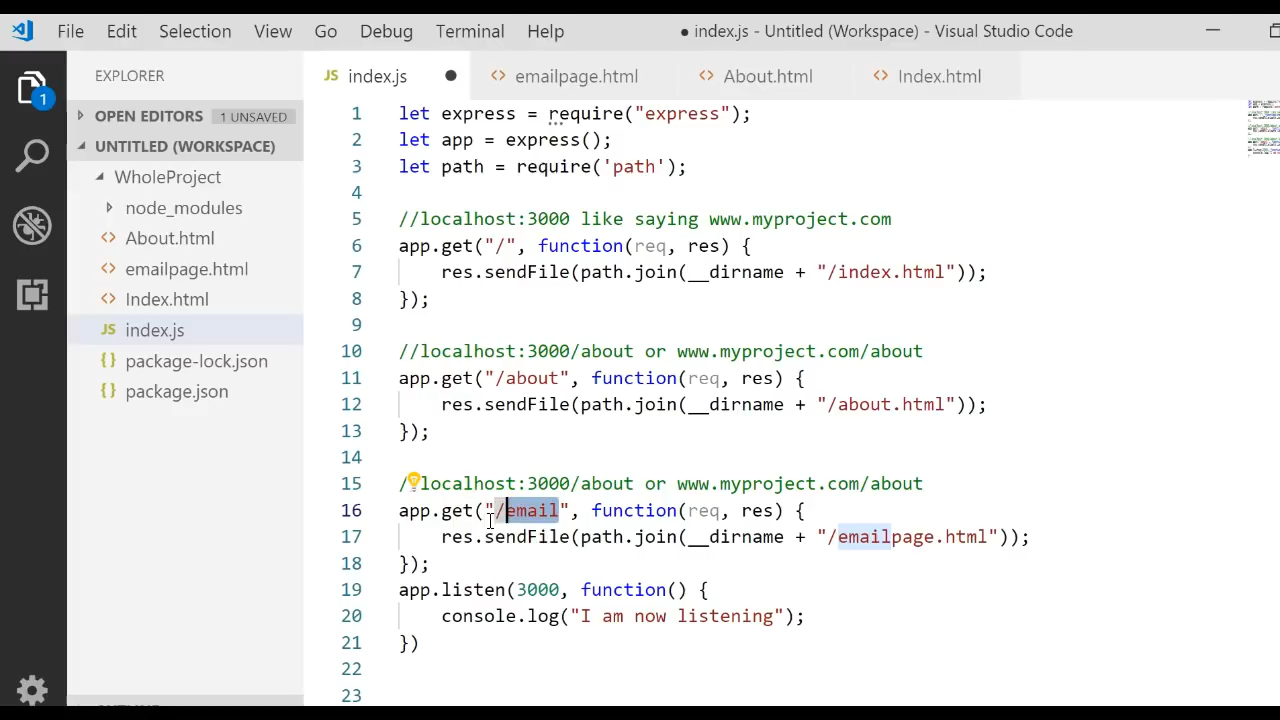 File Edit Selection View Go Debug Terminal Help ● index.js - Untitled (Workspace) - Visual Studio Code
EXPLORER
OPEN EDITORS 1 UNSAVED
UNTITLED (WORKSPACE)
WholeProject
node_modules
<> About.html
<> emailpage.html
<> Index.html
JS index.js
{} package-lock.json
{} package.json
1
JS index.js ● <> emailpage.html <> About.html <> Index.html
1 let express = require("express");
2 let app = express();
3 let path = require('path');
4
5 //localhost:3000 like saying www.myproject.com
6 app.get("/", function(req, res) {
7 res.sendFile(path.join(__dirname + "/index.html"));
8 });
9
10 //localhost:3000/about or www.myproject.com/about
11 app.get("/about", function(req, res) {
12 res.sendFile(path.join(__dirname + "/about.html"));
13 });
14
15 /localhost:3000/about or www.myproject.com/about
16 app.get("/email", function(req, res) {
17 res.sendFile(path.join(__dirname + "/emailpage.html"));
18 });
19 app.listen(3000, function() {
20 console.log("I am now listening");
21 })
22
23